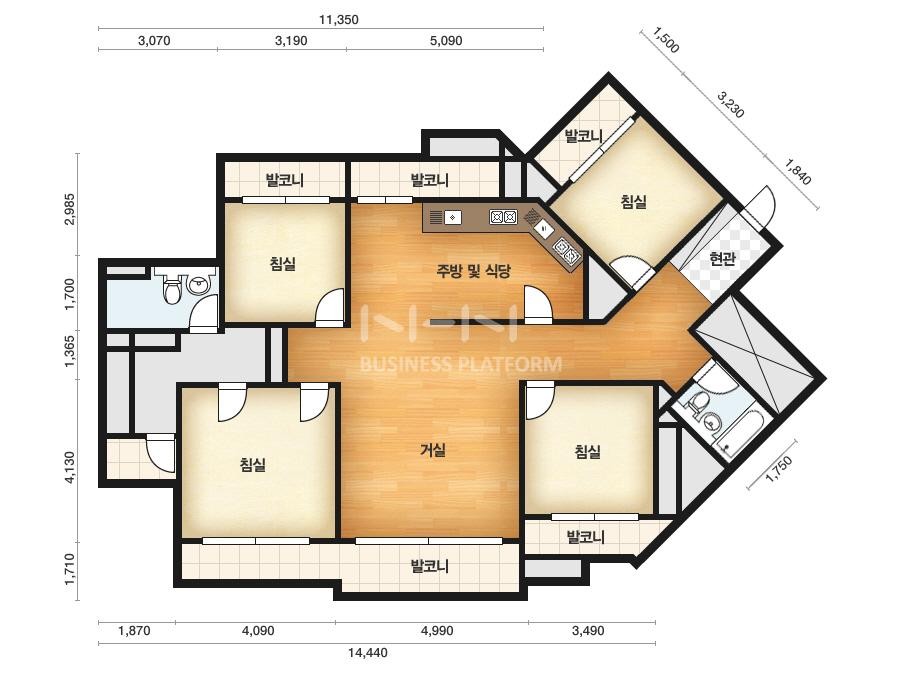 11,350
3,070
3,190
5,090
1,500
3,230
1,840
발코니
발코니
발코니
침실
2,985
침실
주방 및 식당
현관
1,700
NHN
BUSINESS PLATFORM
1,365
침실
거실
침실
4,130
1,750
발코니
발코니
1,710
1,870
4,090
4,990
3,490
14,440